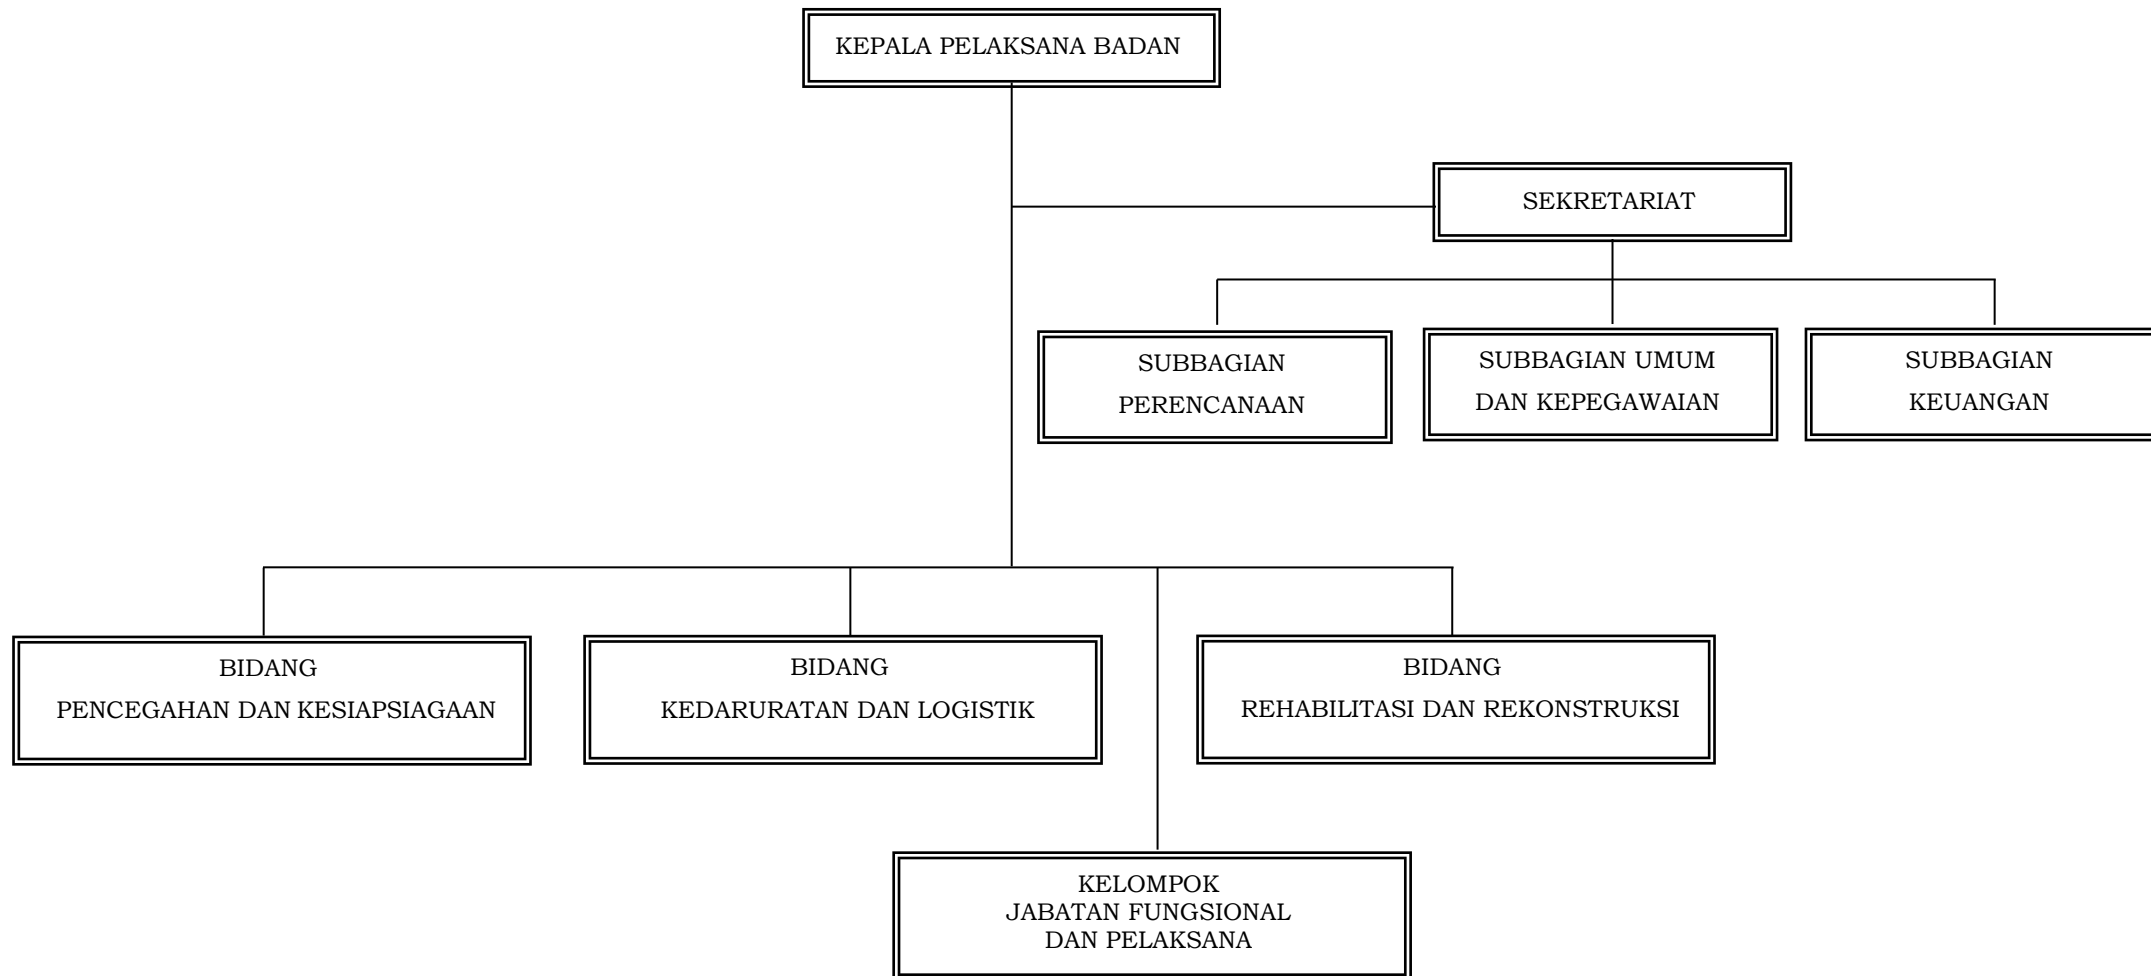 KEPALA PELAKSANA BADAN
SEKRETARIAT
SUBBAGIAN
PERENCANAAN
SUBBAGIAN UMUM
DAN KEPEGAWAIAN
SUBBAGIAN
KEUANGAN
BIDANG
PENCEGAHAN DAN KESIAPSIAGAAN
BIDANG
KEDARURATAN DAN LOGISTIK
BIDANG
REHABILITASI DAN REKONSTRUKSI
KELOMPOK
JABATAN FUNGSIONAL
DAN PELAKSANA